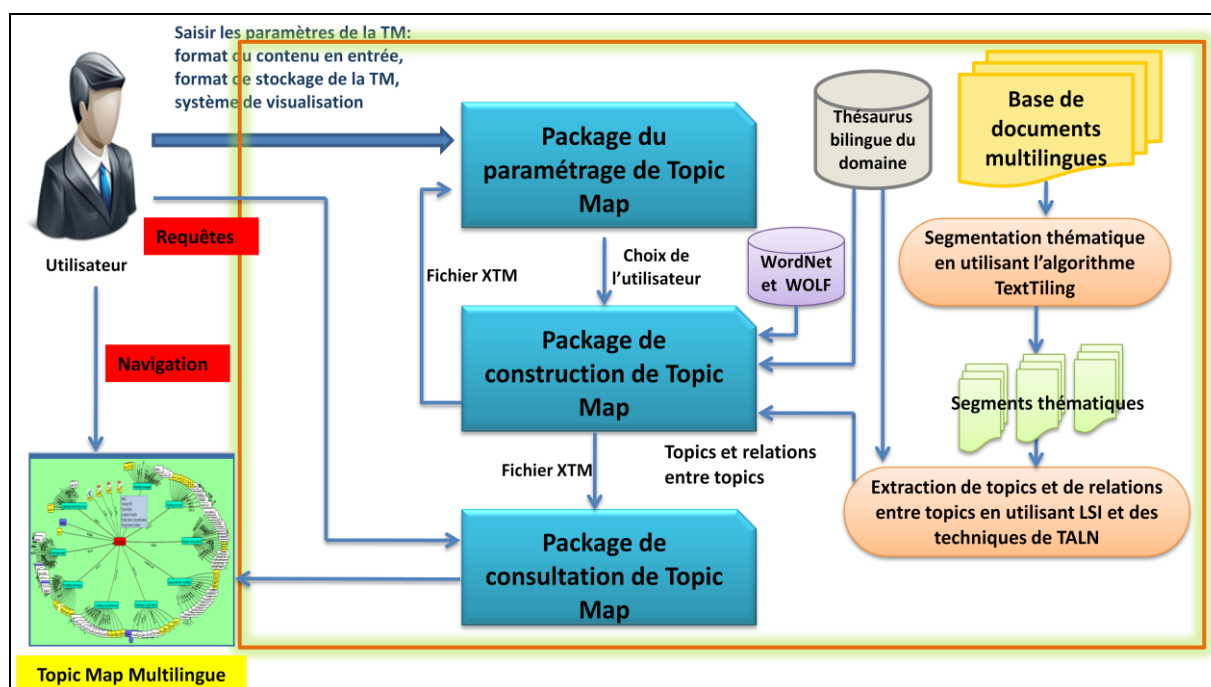 Saisir les paramètres de la TM:
format du contenu en entrée,
format de stockage de la TM,
système de visualisation
Utilisateur
Requêtes
Navigation
Topic Map Multilingue
Package du
paramétrage de Topic
Map
Fichier XTM
Choix de
l'utilisateur
Package de
construction de Topic
Map
Fichier XTM
Package de
consultation de Topic
Map
Thésaurus
bilingue du
domaine
WordNet
et WOLF
Topics et relations
entre topics
Base de
documents
multilingues
Segmentation thématique
en utilisant l'algorithme
TextTiling
Segments thématiques
Extraction de topics et de relations
entre topics en utilisant LSI et des
techniques de TALN